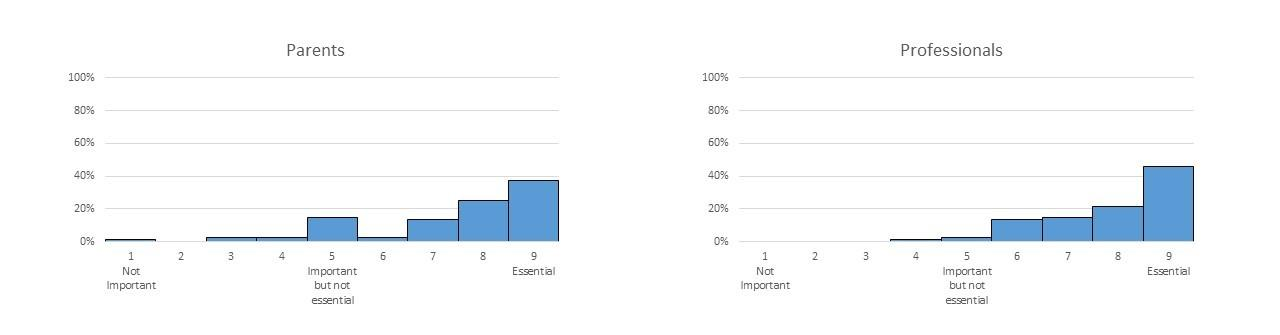 Parents
100%
80%
60%
40%
20%
0%
1 2 3 4 5 6 7 8 9
Not Important Essential
Important but not
essential
Professionals
100%
80%
60%
40%
20%
0%
1 2 3 4 5 6 7 8 9
Not Important Essential
Important but not
essential